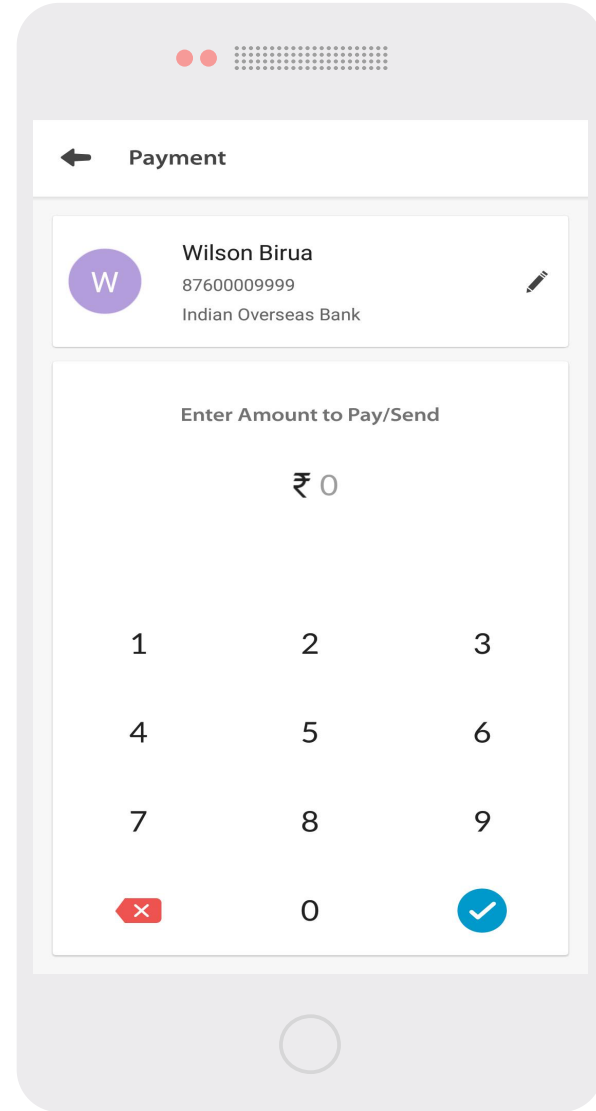 Payment
W
Wilson Birua
87600009999
Indian Overseas Bank
Enter Amount to Pay/Send
₹ 0
1 2 3
4 5 6
7 8 9
0